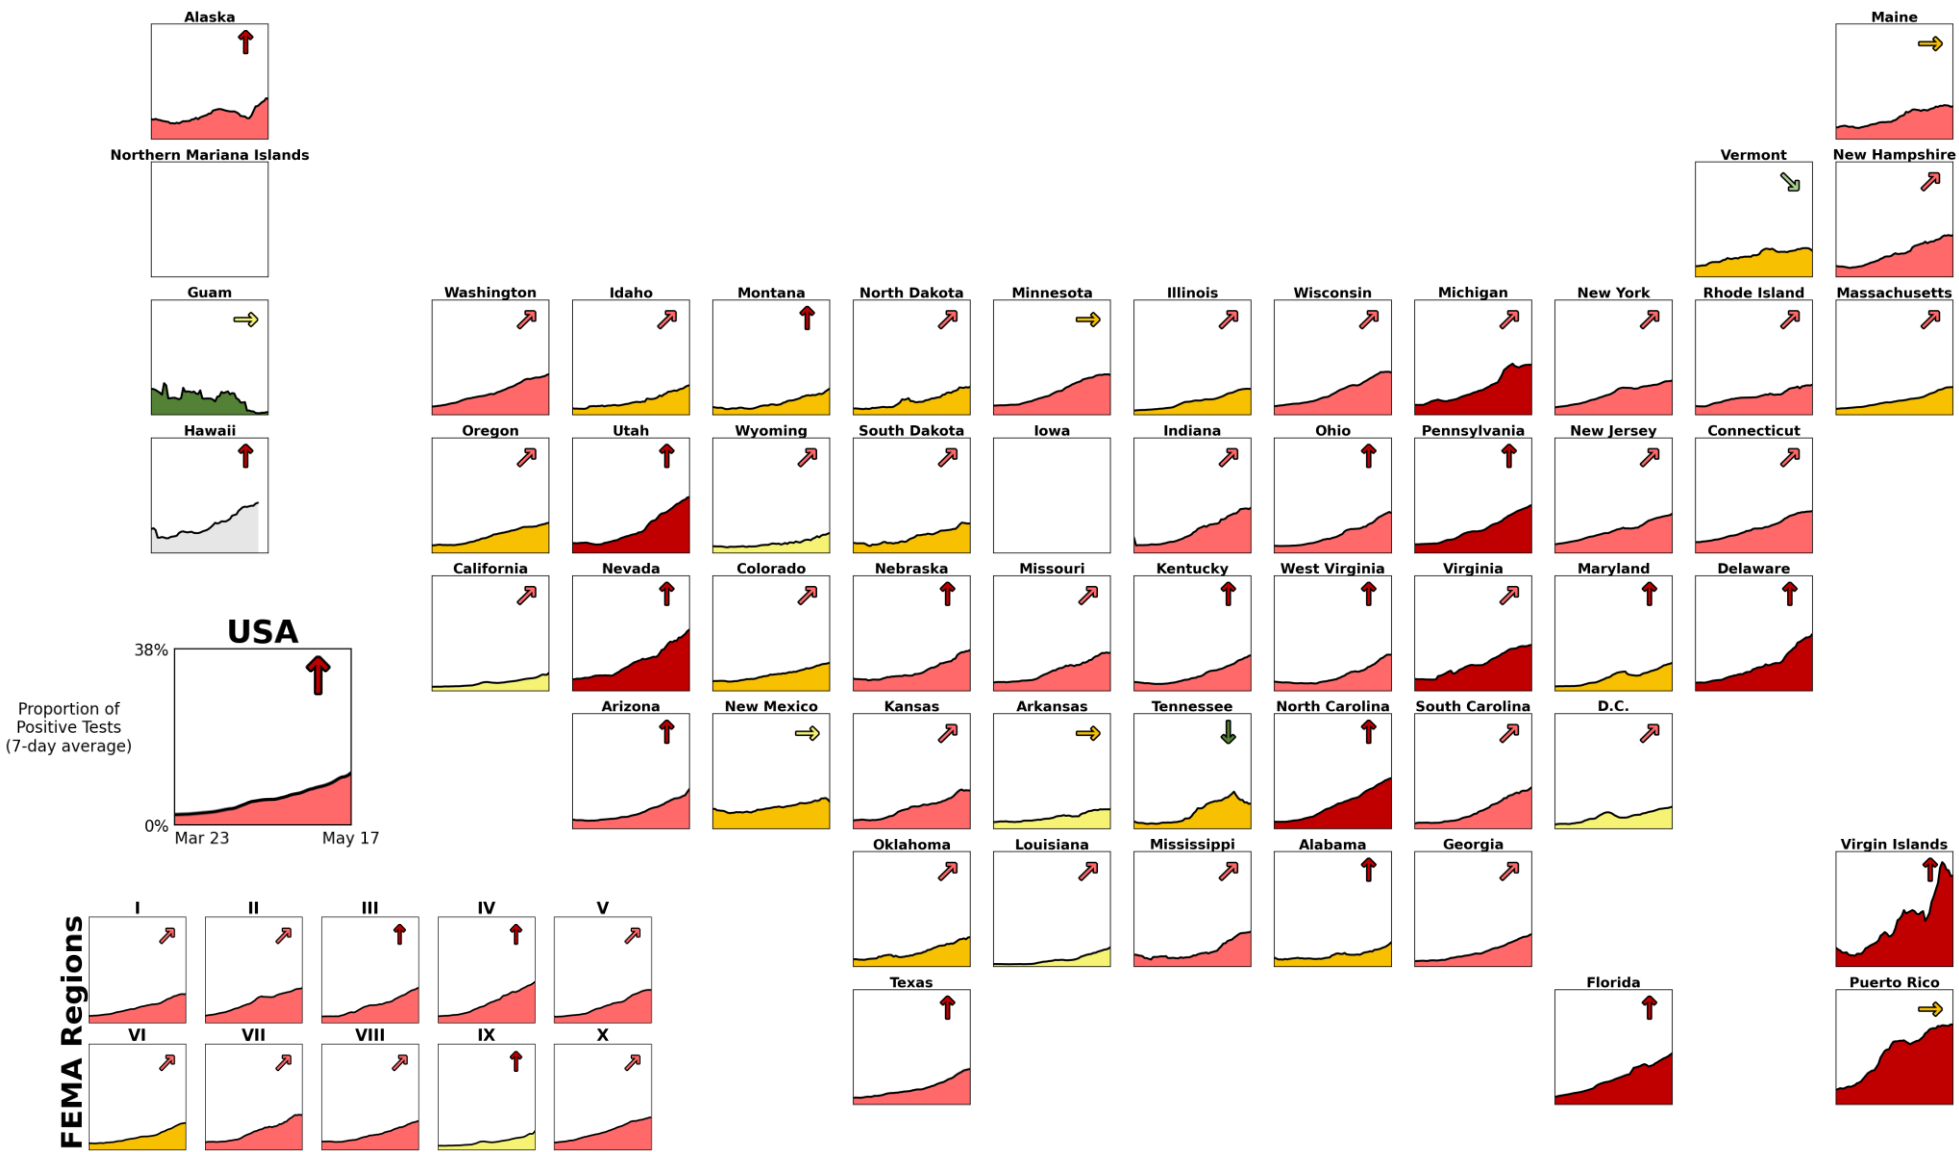 Alaska
Maine
Northern Mariana Islands
Vermont
New Hampshire
Guam
Washington
Idaho
Montana
North Dakota
Minnesota
Illinois
Wisconsin
Michigan
New York
Rhode Island
Massachusetts
Hawaii
Oregon
Utah
Wyoming
South Dakota
Iowa
Indiana
Ohio
Pennsylvania
New Jersey
Connecticut
California
Nevada
Colorado
Nebraska
Missouri
Kentucky
West Virginia
Virginia
Maryland
Delaware
USA
38%
Proportion of
Positive Tests
(7-day average)
0%
Mar 23
May 17
Arizona
New Mexico
Kansas
Arkansas
Tennessee
North Carolina
South Carolina
D.C.
Oklahoma
Louisiana
Mississippi
Alabama
Georgia
Virgin Islands
Texas
Florida
Puerto Rico
FEMA Regions
I
II
III
IV
V
VI
VII
VIII
IX
X